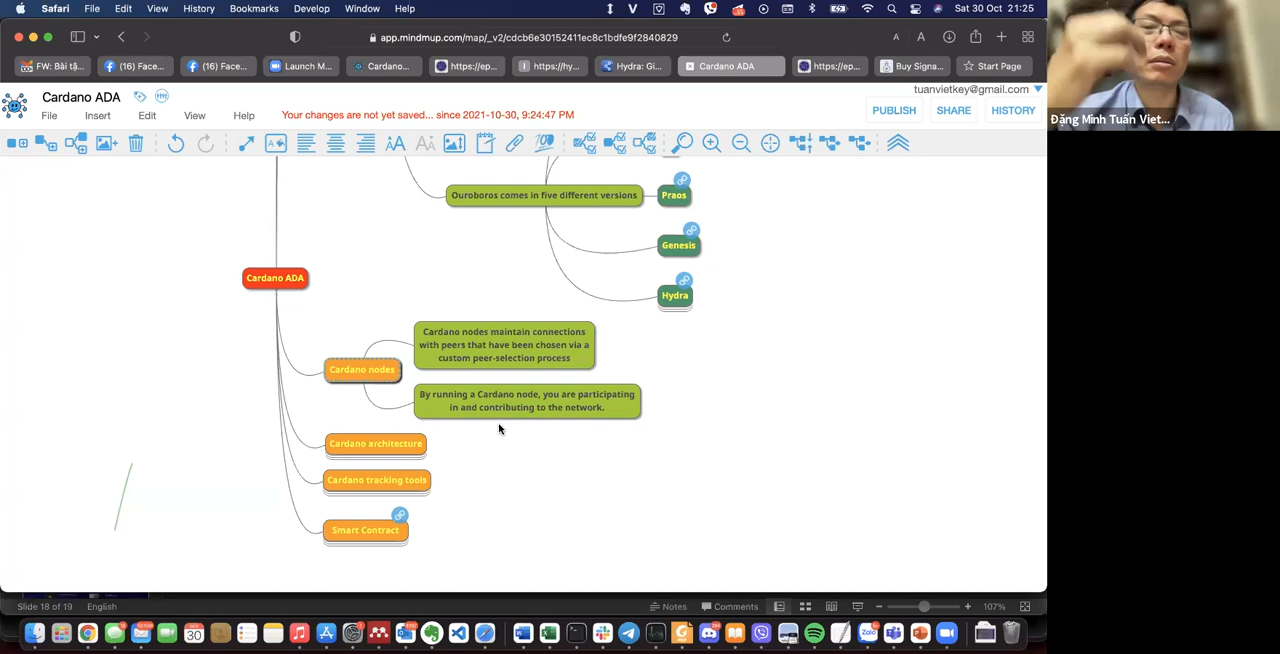 Safari File Edit View History Bookmarks Develop Window Help Sat 30 Oct 21:25
app.mindmup.com/map/_v2/cdcb6e30152411ec8c1bdfe9f2840829
FW: Bài tậ... (16) Face... (16) Face... Launch M... Cardano... https://ep... https://hy... Hydra: Gi... Cardano ADA https://ep... Buy Signa... Start Page
tuanvietkey@gmail.com
Cardano ADA
File Insert Edit View Help Your changes are not yet saved... since 2021-10-30, 9:24:47 PM PUBLISH SHARE HISTORY
Đặng Minh Tuấn Viet...
Ouroboros comes in five different versions
Praos
Genesis
Hydra
Cardano ADA
Cardano nodes
Cardano nodes maintain connections
with peers that have been chosen via a
custom peer-selection process
By running a Cardano node, you are participating
in and contributing to the network.
Cardano architecture
Cardano tracking tools
Smart Contract
Slide 18 of 19 English Notes Comments 107%